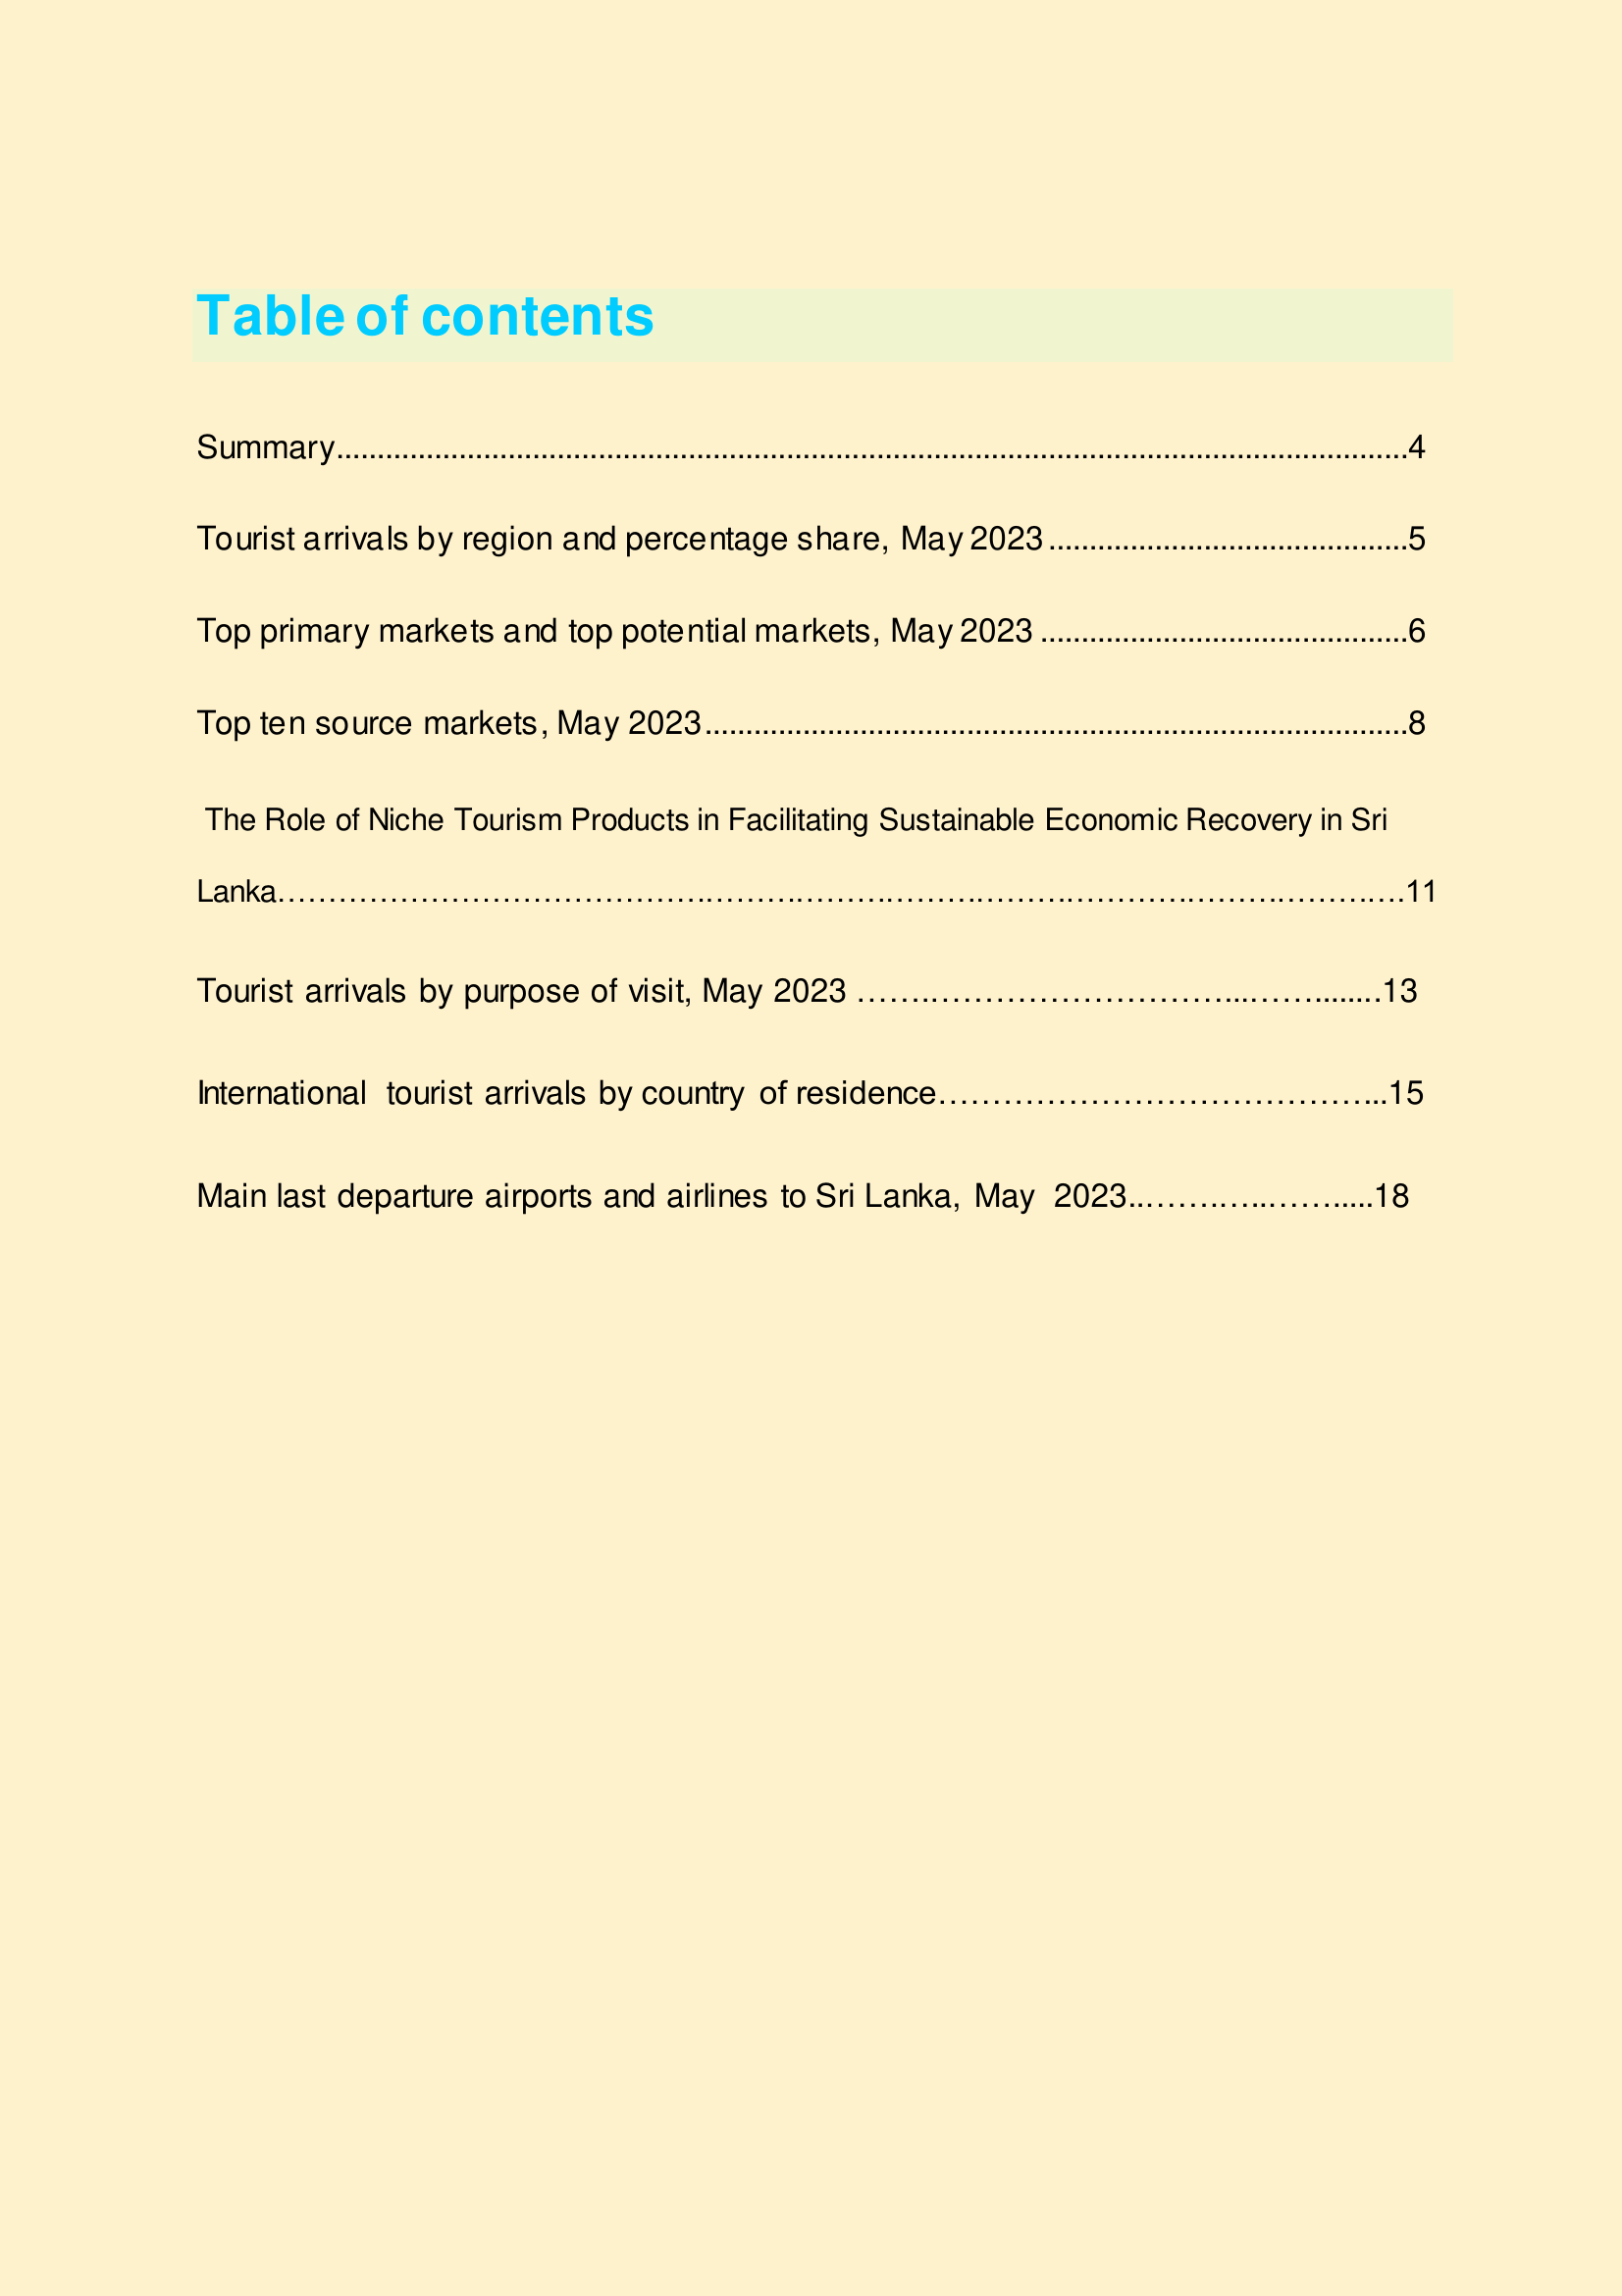 Table of contents
Summary....................................................................................................................................4
Tourist arrivals by region and percentage share, May 2023 ............................................5
Top primary markets and top potential markets, May 2023 .............................................6
Top ten source markets, May 2023......................................................................................8
The Role of Niche Tourism Products in Facilitating Sustainable Economic Recovery in Sri
Lanka…………………………………….…….…….…….…….………….…….…….….11
Tourist arrivals by purpose of visit, May 2023 …….…………………………...…….......…13
International tourist arrivals by country of residence……………………………………...15
Main last departure airports and airlines to Sri Lanka, May 2023..…….…..…….....18